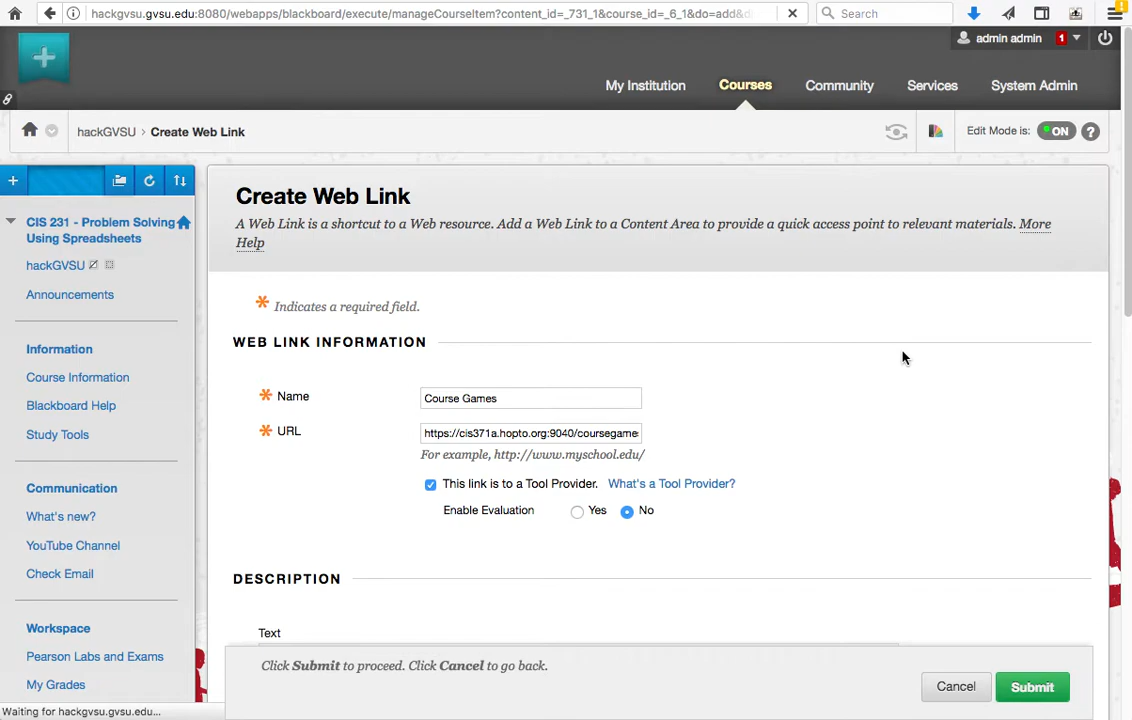 hackgvsu.gvsu.edu:8080/webapps/blackboard/execute/manageCourseItem?content_id=_731_1&course_id=_6_1&do=add&d
Search
admin admin 1
My Institution Courses Community Services System Admin
hackGVSU Create Web Link Edit Mode is: ON ?
CIS 231 - Problem Solving
Using Spreadsheets
hackGVSU
Announcements
Information
Course Information
Blackboard Help
Study Tools
Communication
What's new?
YouTube Channel
Check Email
Workspace
Pearson Labs and Exams
My Grades
Waiting for hackgvsu.gvsu.edu...
Create Web Link
A Web Link is a shortcut to a Web resource. Add a Web Link to a Content Area to provide a quick access point to relevant materials. More
Help
* Indicates a required field.
WEB LINK INFORMATION
* Name Course Games
* URL https://cis371a.hopto.org:9040/coursegame
For example, http://www.myschool.edu/
This link is to a Tool Provider. What's a Tool Provider?
Enable Evaluation Yes No
DESCRIPTION
Text
Click Submit to proceed. Click Cancel to go back.
Cancel Submit